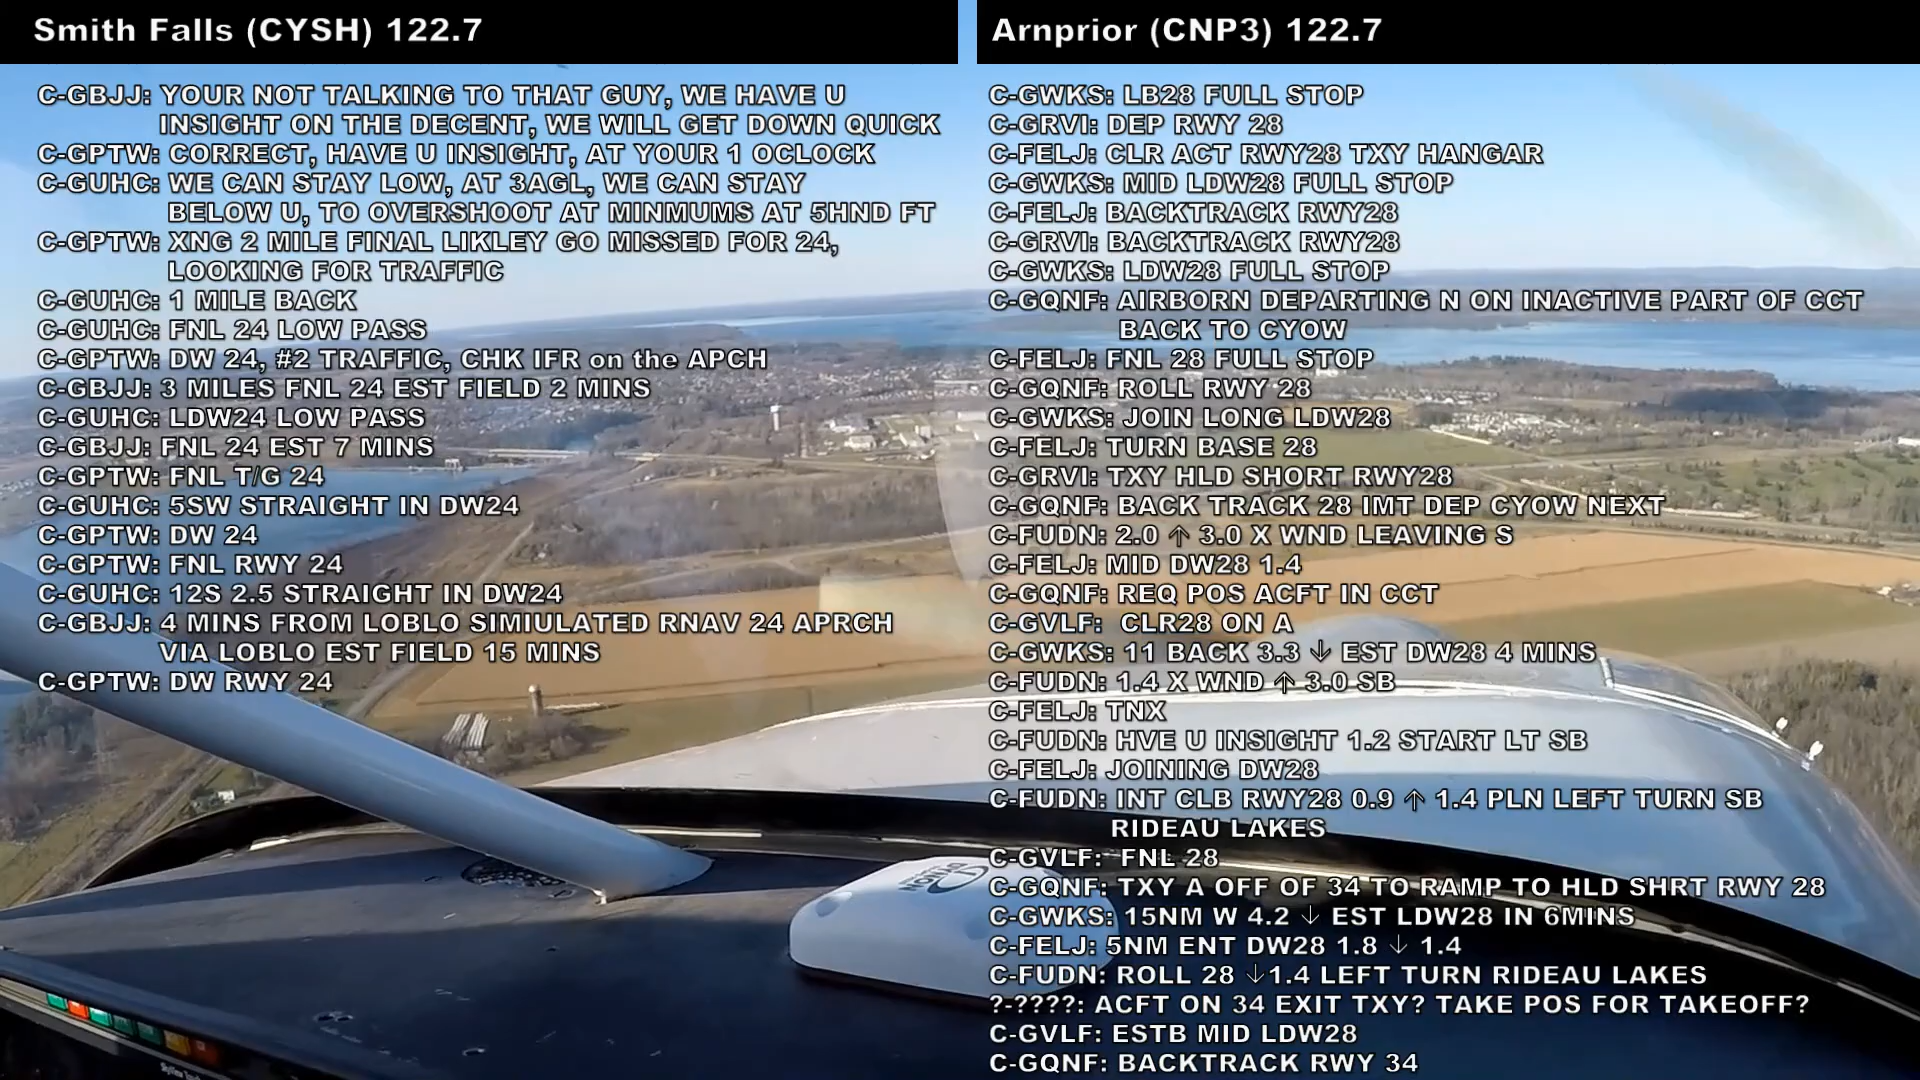 Smith Falls (CYSH) 122.7
C-GBJJ: YOUR NOT TALKING TO THAT GUY, WE HAVE U
INSIGHT ON THE DECENT, WE WILL GET DOWN QUICK
C-GPTW: CORRECT, HAVE U INSIGHT, AT YOUR 1 OCLOCK
C-GUHC: WE CAN STAY LOW, AT 3AGL, WE CAN STAY
BELOW U, TO OVERSHOOT AT MINMUMS AT 5HND FT
C-GPTW: XNG 2 MILE FINAL LIKLEY GO MISSED FOR 24,
LOOKING FOR TRAFFIC
C-GUHC: 1 MILE BACK
C-GUHC: FNL 24 LOW PASS
C-GPTW: DW 24, #2 TRAFFIC, CHK IFR on the APCH
C-GBJJ: 3 MILES FNL 24 EST FIELD 2 MINS
C-GUHC: LDW24 LOW PASS
C-GBJJ: FNL 24 EST 7 MINS
C-GPTW: FNL T/G 24
C-GUHC: 5SW STRAIGHT IN DW24
C-GPTW: DW 24
C-GPTW: FNL RWY 24
C-GUHC: 12S 2.5 STRAIGHT IN DW24
C-GBJJ: 4 MINS FROM LOBLO SIMIULATED RNAV 24 APRCH
VIA LOBLO EST FIELD 15 MINS
C-GPTW: DW RWY 24
Arnprior (CNP3) 122.7
C-GWKS: LB28 FULL STOP
C-GRVI: DEP RWY 28
C-FELJ: CLR ACT RWY28 TXY HANGAR
C-GWKS: MID LDW28 FULL STOP
C-FELJ: BACKTRACK RWY28
C-GRVI: BACKTRACK RWY28
C-GWKS: LDW28 FULL STOP
C-GQNF: AIRBORN DEPARTING N ON INACTIVE PART OF CCT
BACK TO CYOW
C-FELJ: FNL 28 FULL STOP
C-GQNF: ROLL RWY 28
C-GWKS: JOIN LONG LDW28
C-FELJ: TURN BASE 28
C-GRVI: TXY HLD SHORT RWY28
C-GQNF: BACK TRACK 28 IMT DEP CYOW NEXT
C-FUDN: 2.0 ↑ 3.0 X WND LEAVING S
C-FELJ: MID DW28 1.4
C-GQNF: REQ POS ACFT IN CCT
C-GVLF: CLR28 ON A
C-GWKS: 11 BACK 3.3 ↓ EST DW28 4 MINS
C-FUDN: 1.4 X WND ↑ 3.0 SB
C-FELJ: TNX
C-FUDN: HVE U INSIGHT 1.2 START LT SB
C-FELJ: JOINING DW28
C-FUDN: INT CLB RWY28 0.9 ↑ 1.4 PLN LEFT TURN SB
RIDEAU LAKES
C-GVLF: FNL 28
C-GQNF: TXY A OFF OF 34 TO RAMP TO HLD SHRT RWY 28
C-GWKS: 15NM W 4.2 ↓ EST LDW28 IN 6MINS
C-FELJ: 5NM ENT DW28 1.8 ↓ 1.4
C-FUDN: ROLL 28 ↓1.4 LEFT TURN RIDEAU LAKES
?-????: ACFT ON 34 EXIT TXY? TAKE POS FOR TAKEOFF?
C-GVLF: ESTB MID LDW28
C-GQNF: BACKTRACK RWY 34
DYNON